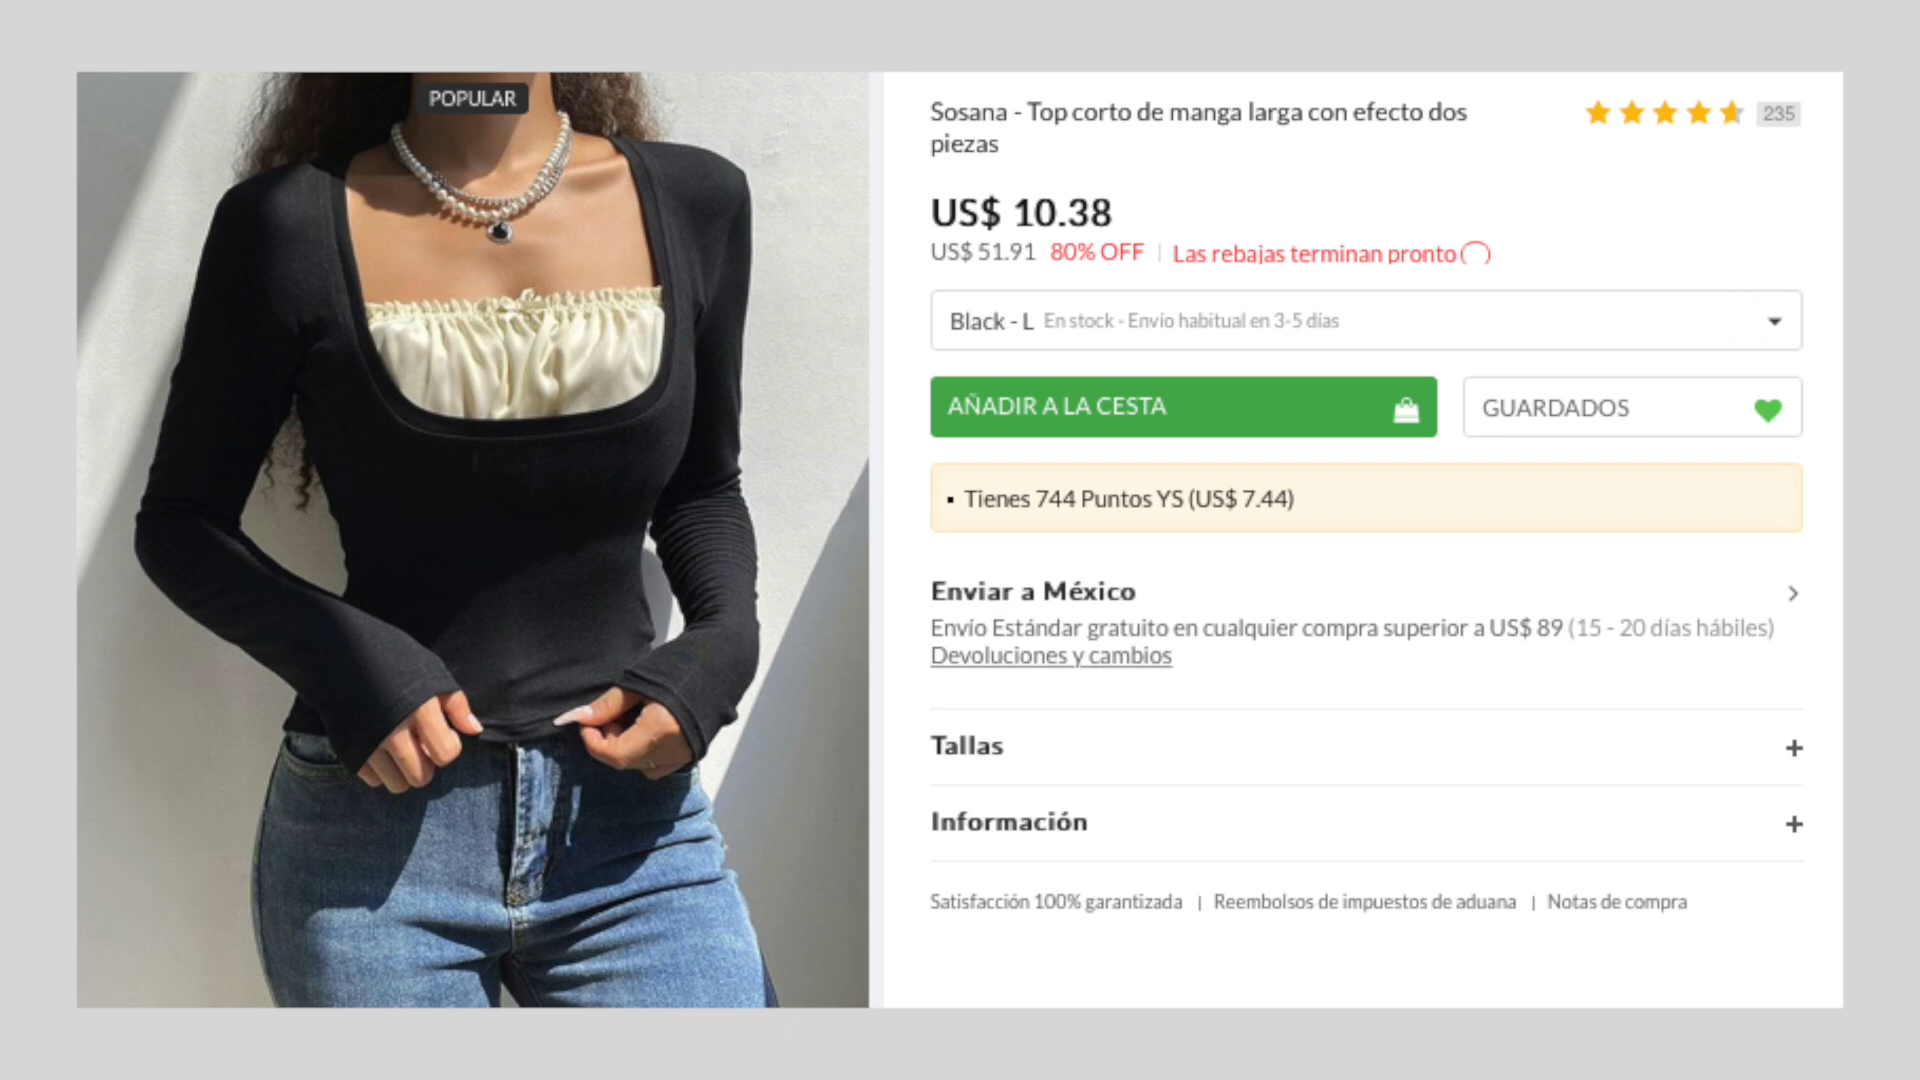 POPULAR
Sosana - Top corto de manga larga con efecto dos
piezas
235
US$ 10.38
US$ 51.91 80% OFF | Las rebajas terminan pronto
Black - L En stock - Envío habitual en 3-5 días
AÑADIR A LA CESTA
GUARDADOS
▪ Tienes 744 Puntos YS (US$ 7.44)
Enviar a México
Envío Estándar gratuito en cualquier compra superior a US$ 89 (15 - 20 días hábiles)
Devoluciones y cambios
Tallas +
Información +
Satisfacción 100% garantizada | Reembolsos de impuestos de aduana | Notas de compra